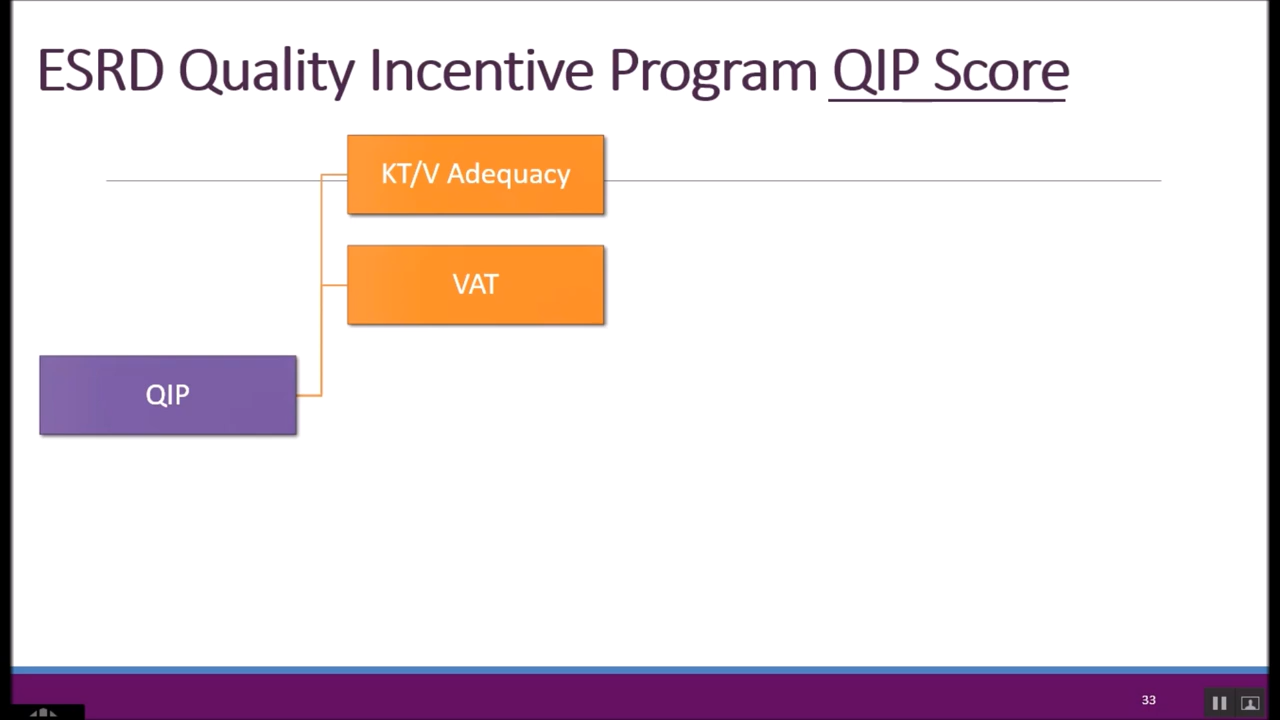 ESRD Quality Incentive Program QIP Score
KT/V Adequacy
VAT
QIP
33